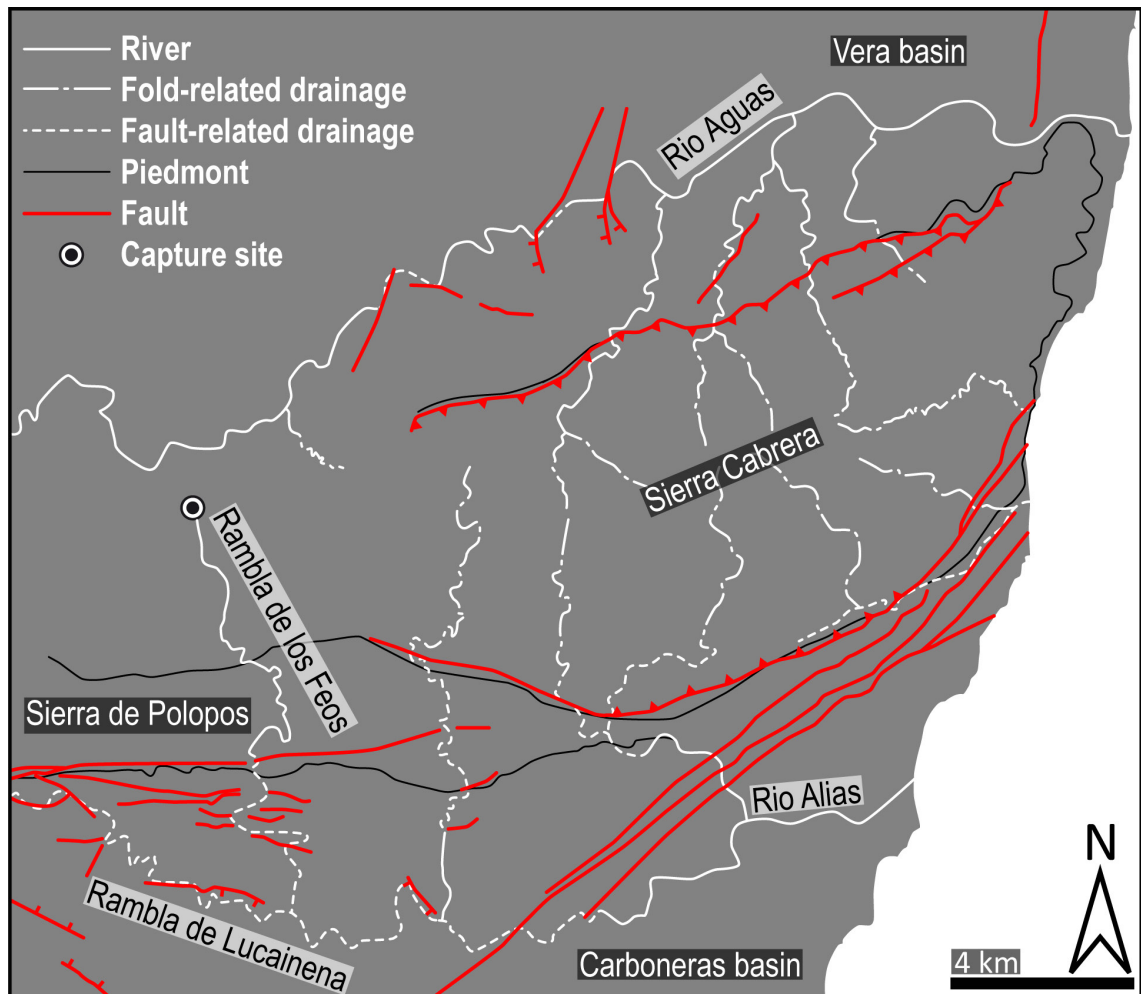 River
Fold-related drainage
Fault-related drainage
Piedmont
Fault
Capture site
Vera basin
Rio Aguas
Sierra Cabrera
Rambla de los Feos
Sierra de Polopos
Rio Alias
Rambla de Lucainena
Carboneras basin
N
4 km